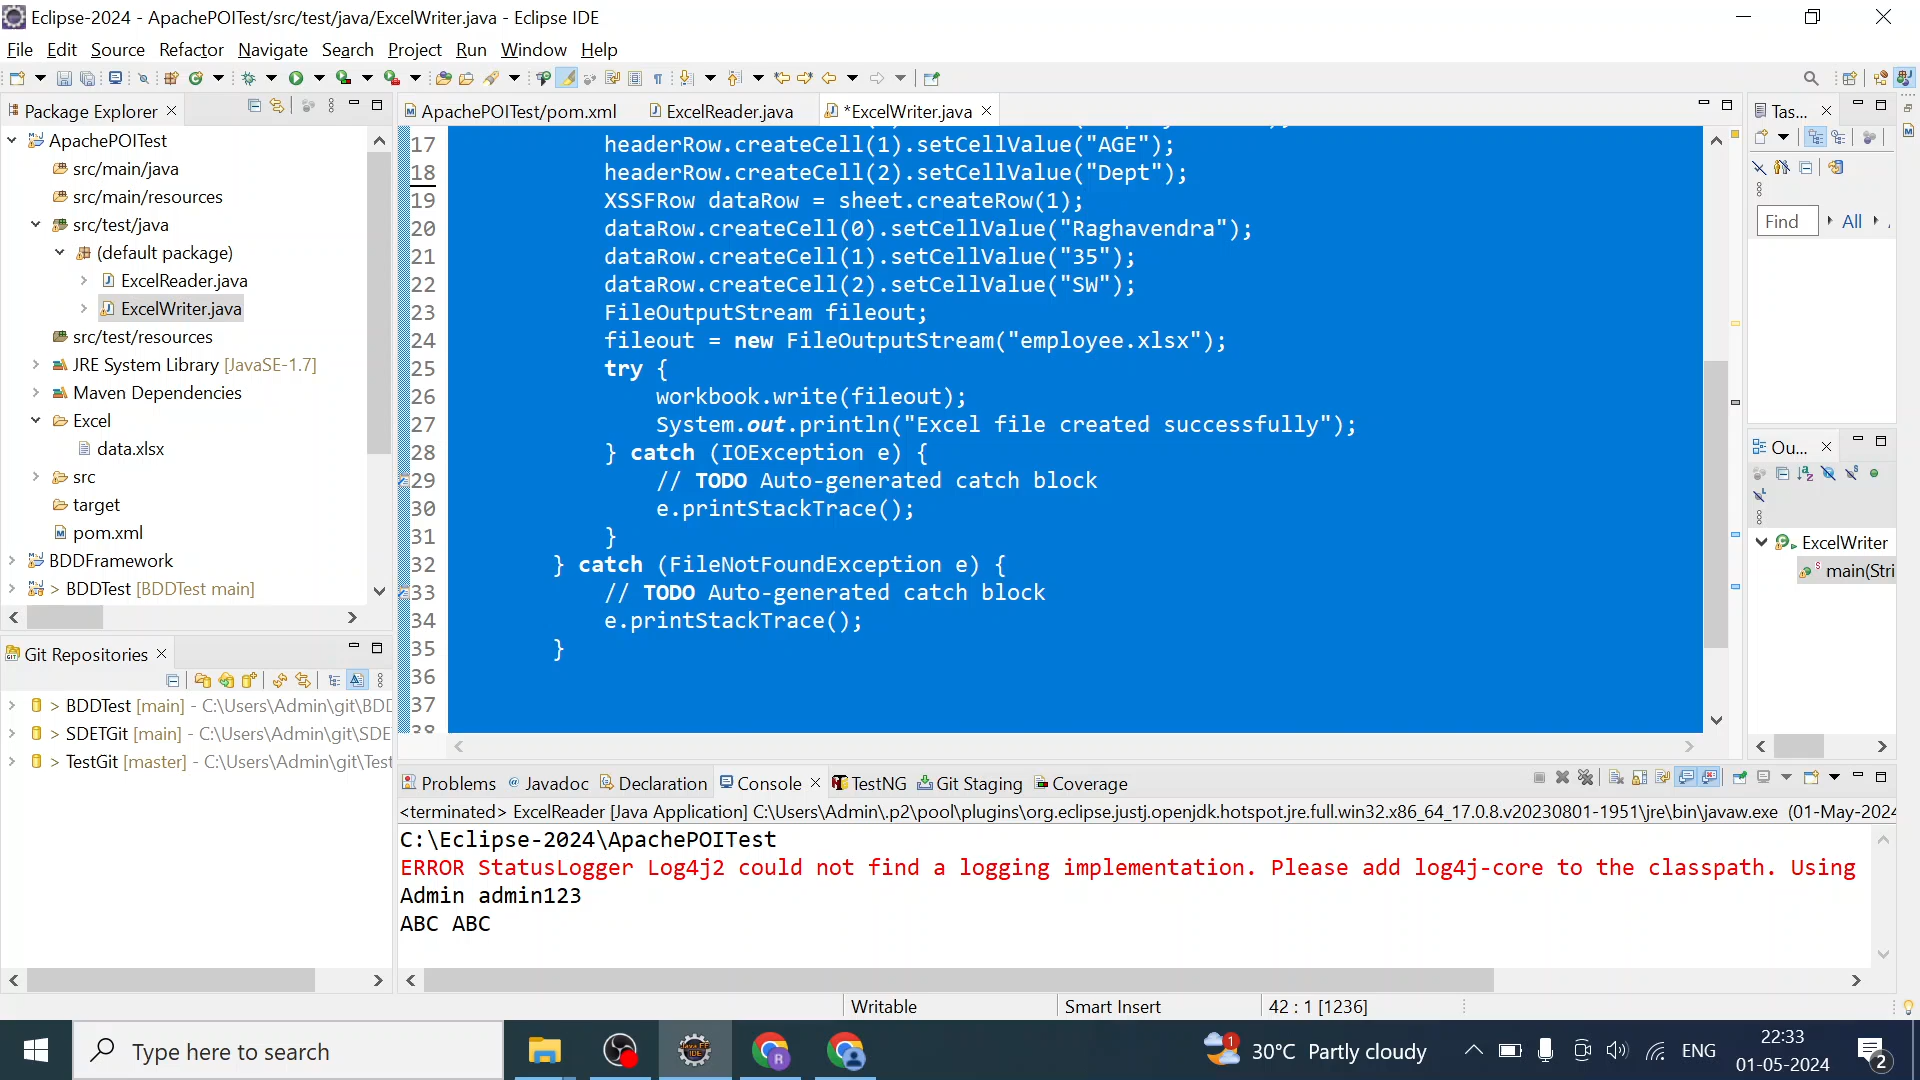 Eclipse-2024 - ApachePOITest/src/test/java/ExcelWriter.java - Eclipse IDE
File Edit Source Refactor Navigate Search Project Run Window Help
Package Explorer
ApachePOITest
src/main/java
src/main/resources
src/test/java
(default package)
ExcelReader.java
ExcelWriter.java
src/test/resources
JRE System Library [JavaSE-1.7]
Maven Dependencies
Excel
data.xlsx
src
target
pom.xml
BDDFramework
> BDDTest [BDDTest main]
Git Repositories
> BDDTest [main] - C:\Users\Admin\git\BDD
> SDETGit [main] - C:\Users\Admin\git\SDE
> TestGit [master] - C:\Users\Admin\git\Test
ApachePOITest/pom.xml ExcelReader.java *ExcelWriter.java
17 headerRow.createCell(1).setCellValue("AGE");
18 headerRow.createCell(2).setCellValue("Dept");
19 XSSFRow dataRow = sheet.createRow(1);
20 dataRow.createCell(0).setCellValue("Raghavendra");
21 dataRow.createCell(1).setCellValue("35");
22 dataRow.createCell(2).setCellValue("SW");
23 FileOutputStream fileout;
24 fileout = new FileOutputStream("employee.xlsx");
25 try {
26 workbook.write(fileout);
27 System.out.println("Excel file created successfully");
28 } catch (IOException e) {
29 // TODO Auto-generated catch block
30 e.printStackTrace();
31 }
32 } catch (FileNotFoundException e) {
33 // TODO Auto-generated catch block
34 e.printStackTrace();
35 }
36
37
38
Tas...
Find All
Ou...
ExcelWriter
main(Stri
Problems Javadoc Declaration Console TestNG Git Staging Coverage
<terminated> ExcelReader [Java Application] C:\Users\Admin\.p2\pool\plugins\org.eclipse.justj.openjdk.hotspot.jre.full.win32.x86_64_17.0.8.v20230801-1951\jre\bin\javaw.exe (01-May-2024
C:\Eclipse-2024\ApachePOITest
ERROR StatusLogger Log4j2 could not find a logging implementation. Please add log4j-core to the classpath. Using
Admin admin123
ABC ABC
Writable Smart Insert 42 : 1 [1236]
Type here to search
1 30°C Partly cloudy ENG
22:33
01-05-2024
2